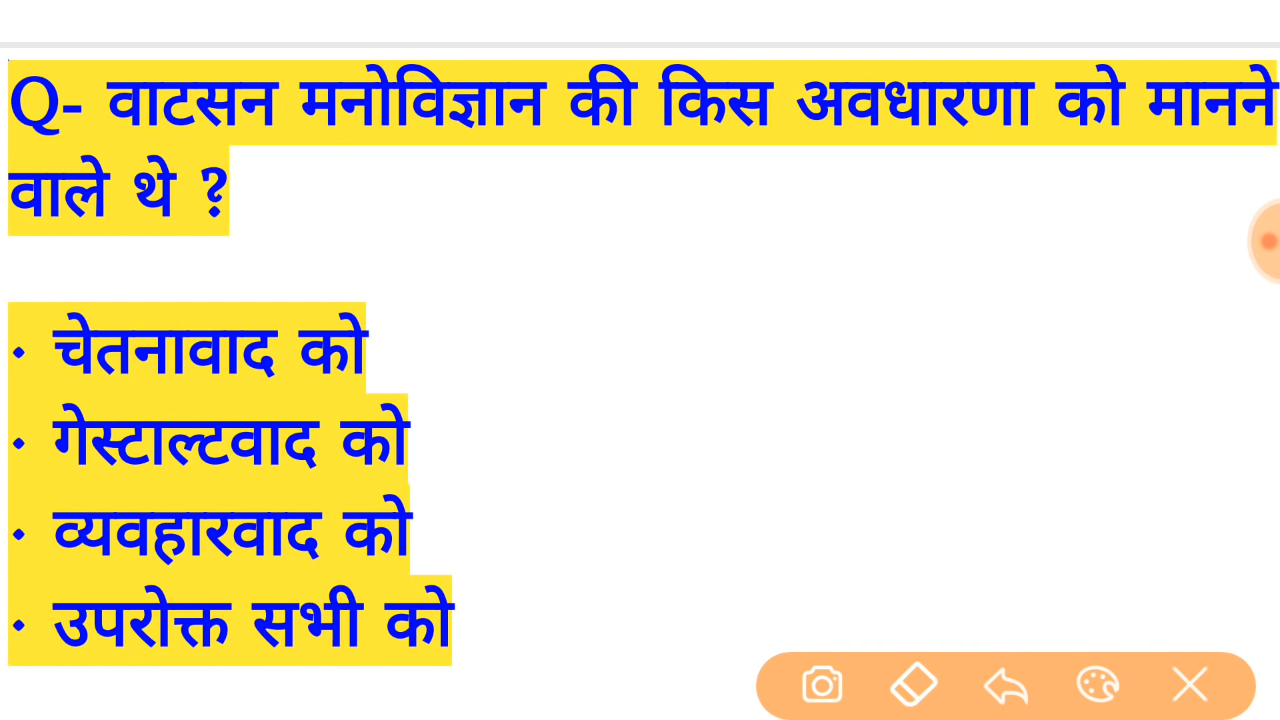 Q- वाटसन मनोविज्ञान की किस अवधारणा को मानने
वाले थे ?
· चेतनावाद को
· गेस्टाल्टवाद को
· व्यवहारवाद को
· उपरोक्त सभी को